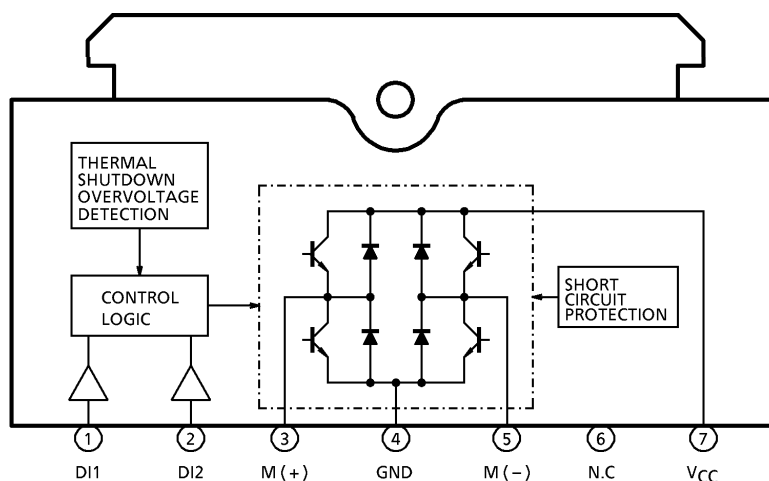 THERMAL
SHUTDOWN
OVERVOLTAGE
DETECTION
CONTROL
LOGIC
SHORT
CIRCUIT
PROTECTION
1 2 3 4 5 6 7
DI1 DI2 M (+) GND M (−) N.C VCC